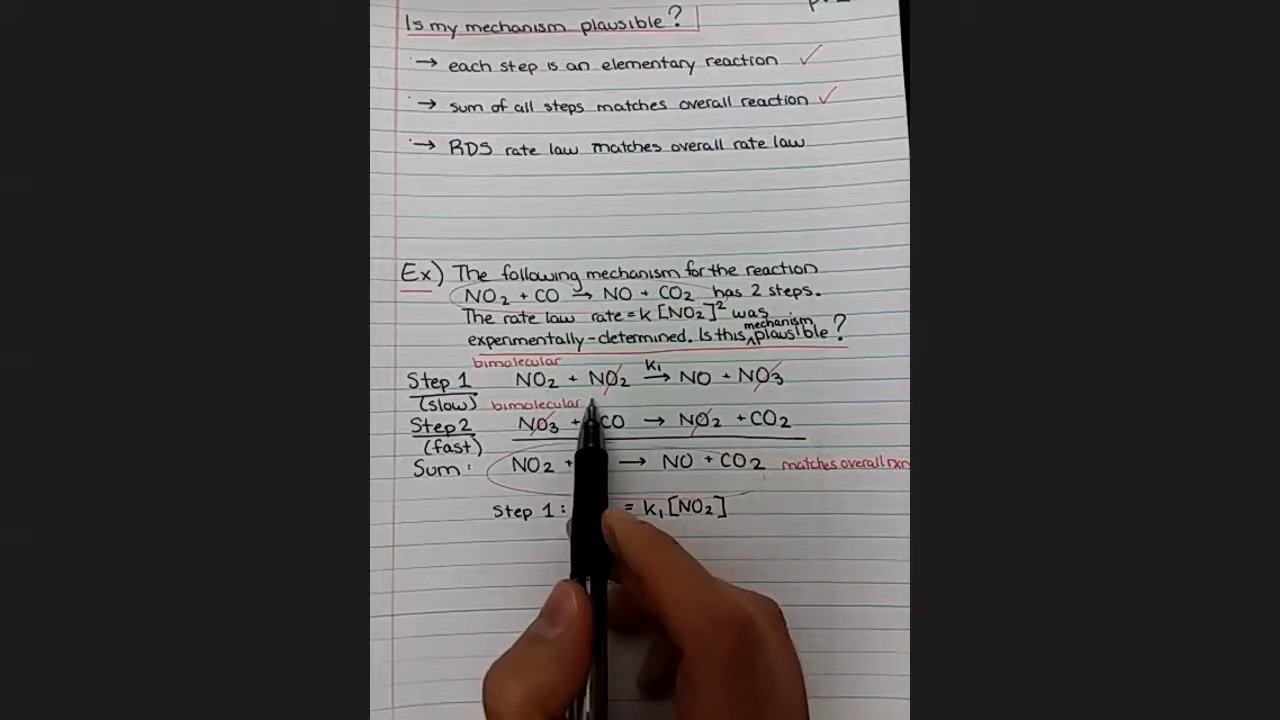 Is my mechanism plausible?
→ each step is an elementary reaction ✓
→ sum of all steps matches overall reaction ✓
→ RDS rate law matches overall rate law
Ex) The following mechanism for the reaction
NO₂ + CO → NO + CO₂ has 2 steps.
The rate law rate = k [NO₂]² was
experimentally-determined. Is this mechanism plausible?
bimolecular
Step 1 NO₂ + NO₂ k₁→ NO + NO₃
(slow) bimolecular
Step 2 NO₃ + CO → NO₂ + CO₂
(fast)
Sum: NO₂ + → NO + CO₂ matches overall rxn
Step 1: = k₁[NO₂]